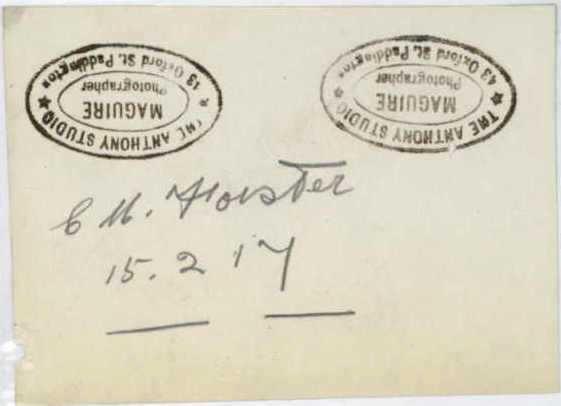 THE ANTHONY STUDIO
MAGUIRE
Photographer
13 Oxford St. Paddington
THE ANTHONY STUDIO
MAGUIRE
Photographer
43 Oxford St. Paddington
M.
15.2 17